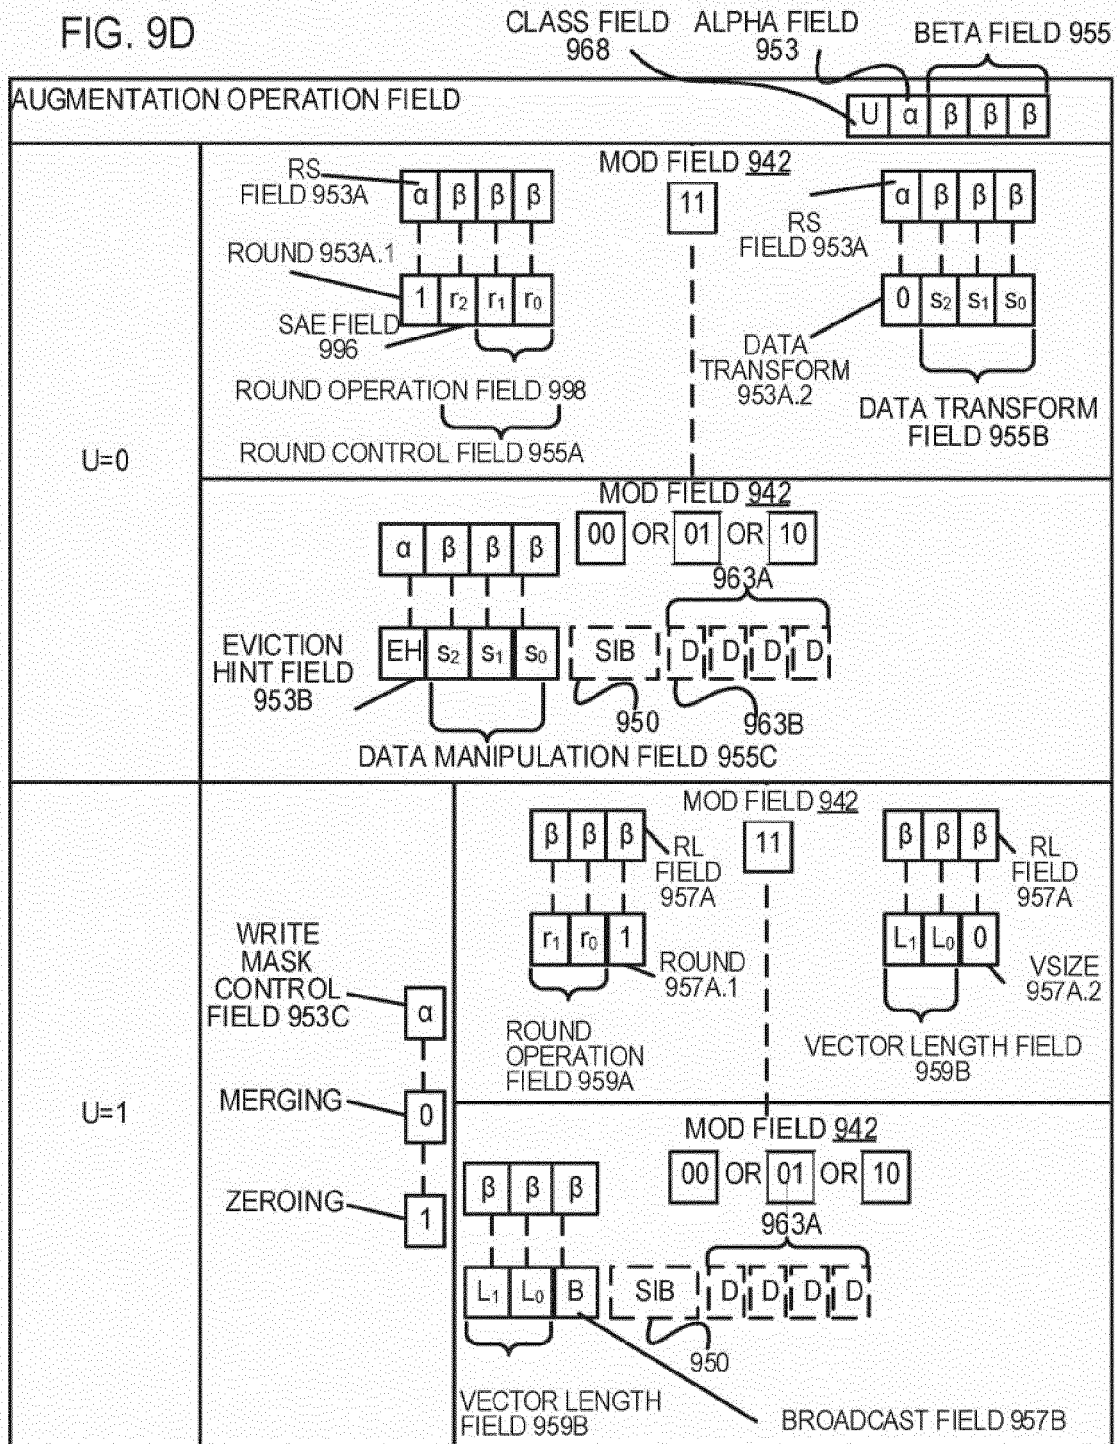 FIG. 9D
CLASS FIELD
968
ALPHA FIELD
953
BETA FIELD 955
AUGMENTATION OPERATION FIELD
U α β β β
U=0
MOD FIELD 942
11
RS
FIELD 953A
α β β β
ROUND 953A.1
1 r2 r1 r0
SAE FIELD
996
ROUND OPERATION FIELD 998
ROUND CONTROL FIELD 955A
α β β β
RS
FIELD 953A
0 s2 s1 s0
DATA
TRANSFORM
953A.2
DATA TRANSFORM
FIELD 955B
MOD FIELD 942
00 OR 01 OR 10
α β β β
963A
EVICTION
HINT FIELD
953B
EH s2 s1 s0 SIB D D D D
950
963B
DATA MANIPULATION FIELD 955C
U=1
WRITE
MASK
CONTROL
FIELD 953C
α
MERGING
0
ZEROING
1
MOD FIELD 942
11
β β β
RL
FIELD
957A
r1 r0 1
ROUND
957A.1
ROUND
OPERATION
FIELD 959A
β β β
RL
FIELD
957A
L1 L0 0
VSIZE
957A.2
VECTOR LENGTH FIELD
959B
MOD FIELD 942
00 OR 01 OR 10
β β β
963A
L1 L0 B SIB D D D D
950
VECTOR LENGTH
FIELD 959B
BROADCAST FIELD 957B